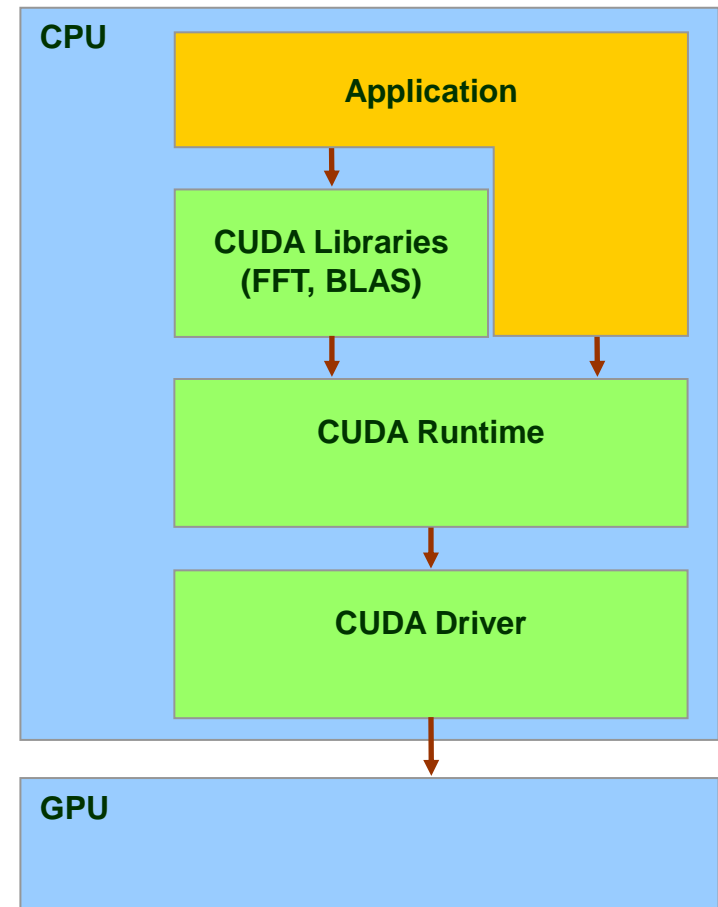 CPU
Application
CUDA Libraries
(FFT, BLAS)
CUDA Runtime
CUDA Driver
GPU